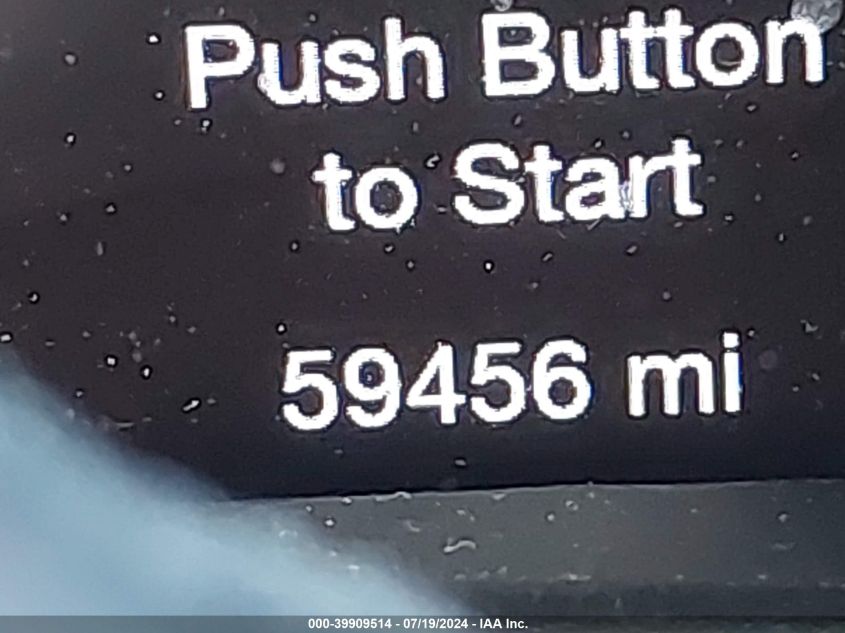 Push Button
to Start
59456 mi
000-39909514 - 07/19/2024 - IAA Inc.